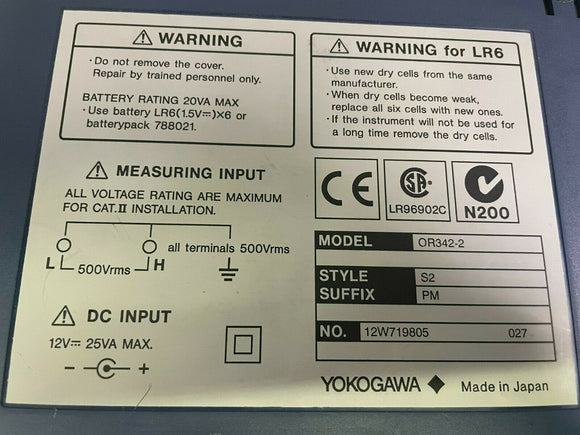 ⚠ WARNING
·Do not remove the cover.
Repair by trained personnel only.
BATTERY RATING 20VA MAX
·Use battery LR6(1.5V⎓)×6 or
batterypack 788021.
⚠ WARNING for LR6
·Use new dry cells from the same
manufacturer.
·When dry cells become weak,
replace all six cells with new ones.
·If the instrument will not be used for
a long time remove the dry cells.
⚠ MEASURING INPUT
ALL VOLTAGE RATING ARE MAXIMUM
FOR CAT.II INSTALLATION.
all terminals 500Vrms
L 500Vrms H
⚠ DC INPUT
12V⎓ 25VA MAX.
− +
CE
SA
LR96902C
N200
MODEL OR342-2
STYLE S2
SUFFIX PM
NO. 12W719805 027
YOKOGAWA ◆ Made in Japan